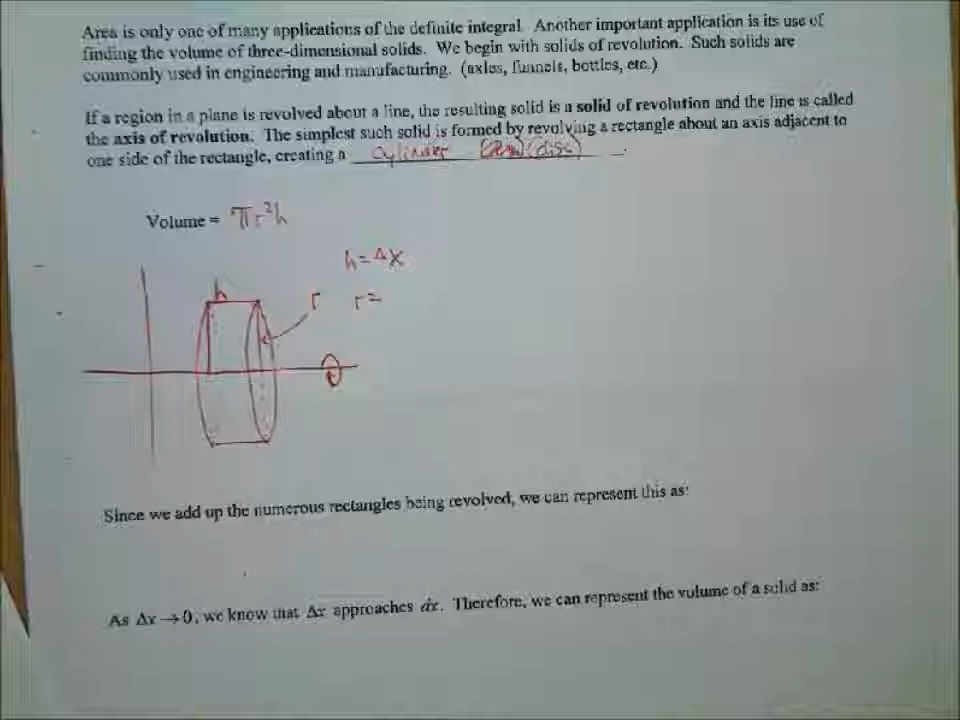 Area is only one of many applications of the definite integral. Another important application is its use of
finding the volume of three-dimensional solids. We begin with solids of revolution. Such solids are
commonly used in engineering and manufacturing. (axles, funnels, bottles, etc.)
If a region in a plane is revolved about a line, the resulting solid is a solid of revolution and the line is called
the axis of revolution. The simplest such solid is formed by revolving a rectangle about an axis adjacent to
one side of the rectangle, creating a cylinder (disc).
Volume = πr²h
h = Δx
h
r
r =
Since we add up the numerous rectangles being revolved, we can represent this as:
As Δx → 0, we know that Δx approaches dx. Therefore, we can represent the volume of a solid as: